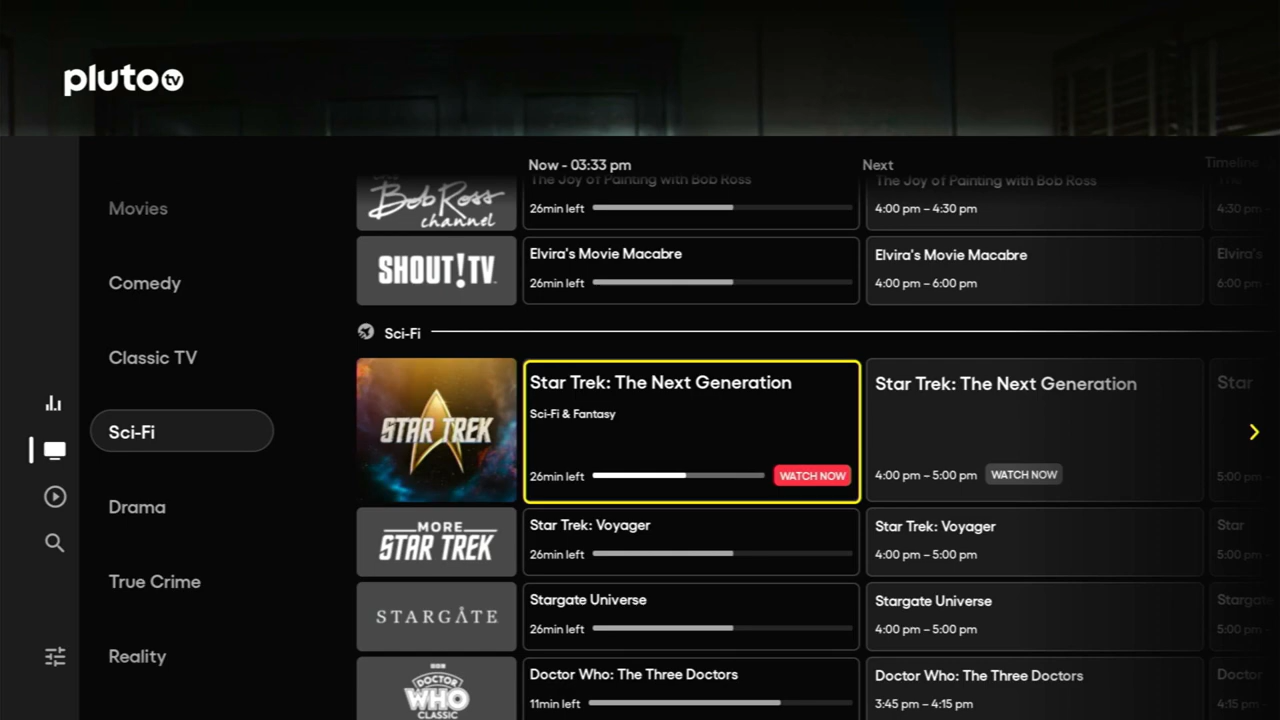 pluto tv
Now - 03:33 pm
Next
Timeline
Movies
Comedy
Classic TV
Sci-Fi
Drama
True Crime
Reality
Bob Ross
channel
The Joy of Painting with Bob Ross
26min left
The Joy of Painting with Bob Ross
4:00 pm – 4:30 pm
The
4:30 pm –
SHOUT! TV
Elvira's Movie Macabre
26min left
Elvira's Movie Macabre
4:00 pm – 6:00 pm
Elvira's
6:00 pm –
Sci-Fi
STAR TREK
Star Trek: The Next Generation
Sci-Fi & Fantasy
26min left
WATCH NOW
Star Trek: The Next Generation
4:00 pm – 5:00 pm
WATCH NOW
Star
5:00 pm –
MORE
STAR TREK
Star Trek: Voyager
26min left
Star Trek: Voyager
4:00 pm – 5:00 pm
Star
5:00 pm –
STARGATE
Stargate Universe
26min left
Stargate Universe
4:00 pm – 5:00 pm
Stargate
5:00 pm –
BBC
DOCTOR
WHO
CLASSIC
Doctor Who: The Three Doctors
11min left
Doctor Who: The Three Doctors
3:45 pm – 4:15 pm
Doctor
4:15 pm –